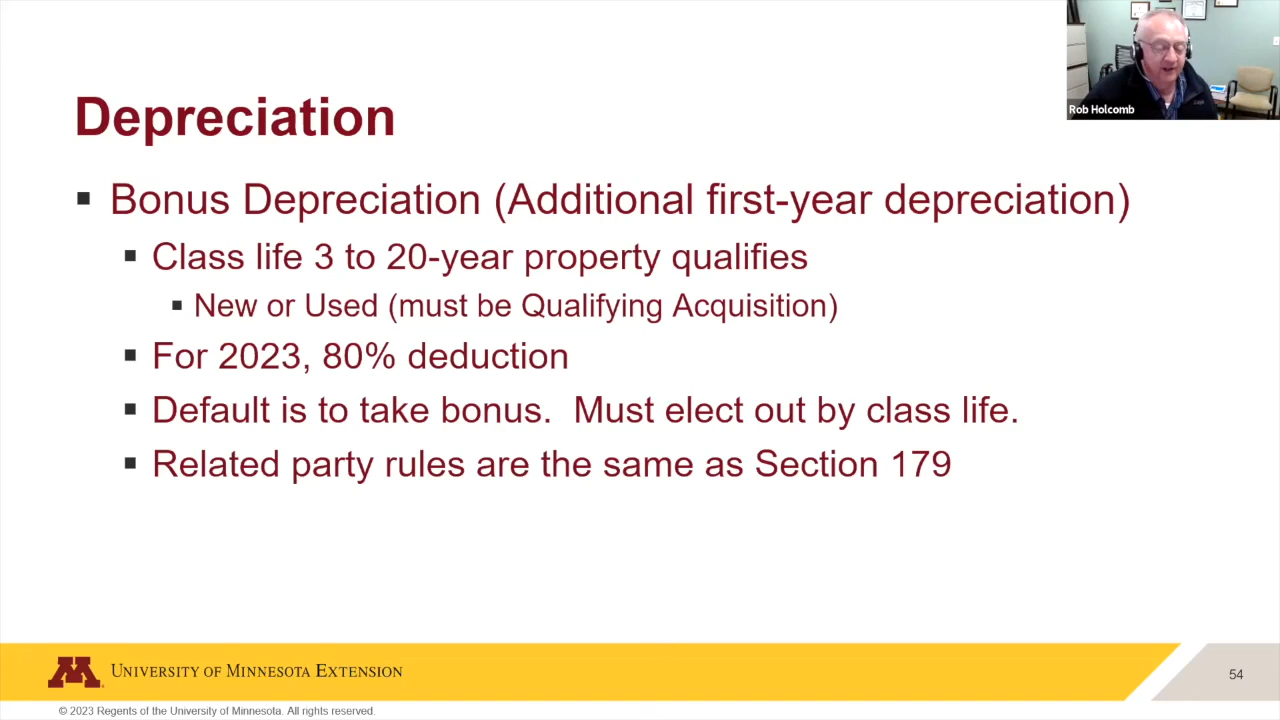 Rob Holcomb
Depreciation
Bonus Depreciation (Additional first-year depreciation)
Class life 3 to 20-year property qualifies
New or Used (must be Qualifying Acquisition)
For 2023, 80% deduction
Default is to take bonus.  Must elect out by class life.
Related party rules are the same as Section 179
M
UNIVERSITY OF MINNESOTA EXTENSION
54
© 2023 Regents of the University of Minnesota. All rights reserved.